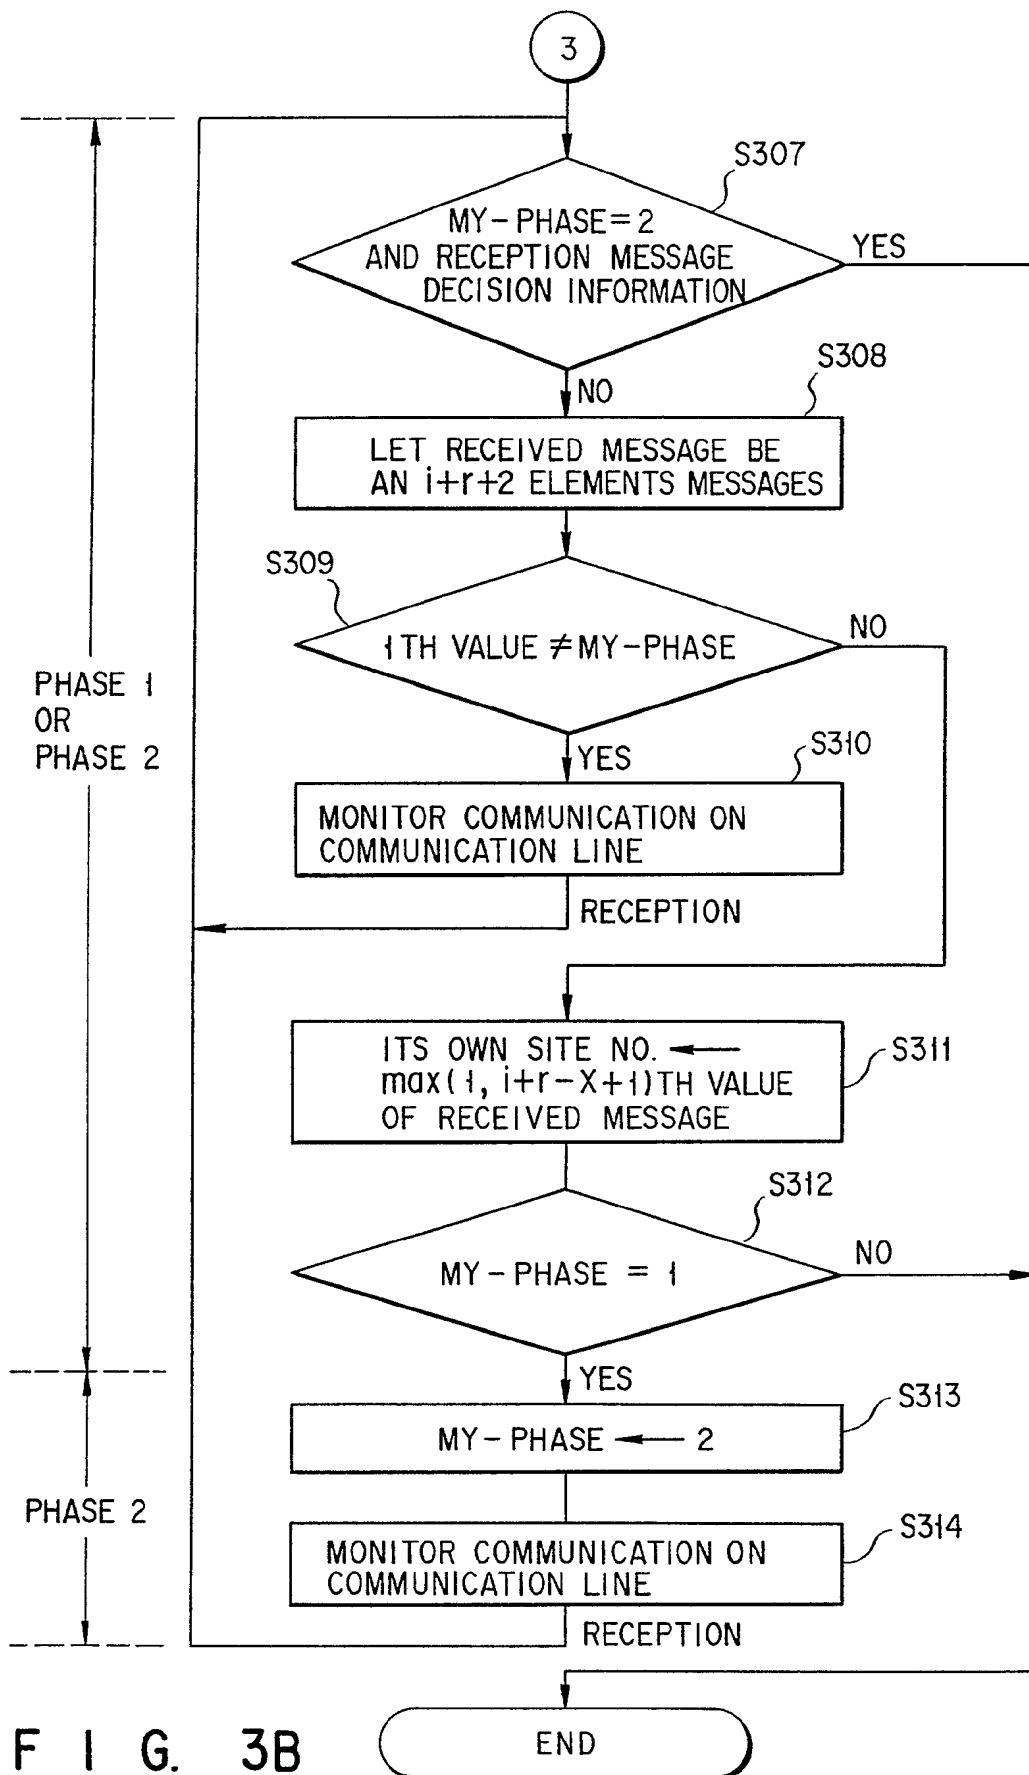 3
S307
MY-PHASE=2
AND RECEPTION MESSAGE
DECISION INFORMATION
YES
NO
S308
LET RECEIVED MESSAGE BE
AN i+r+2 ELEMENTS MESSAGES
S309
1TH VALUE ≠ MY-PHASE
NO
YES
PHASE 1
OR
PHASE 2
S310
MONITOR COMMUNICATION ON
COMMUNICATION LINE
RECEPTION
ITS OWN SITE NO. ←
max(1, i+r-X+1)TH VALUE
OF RECEIVED MESSAGE
S311
S312
MY-PHASE = 1
NO
YES
S313
MY-PHASE ← 2
PHASE 2
S314
MONITOR COMMUNICATION ON
COMMUNICATION LINE
RECEPTION
END
FIG. 3B